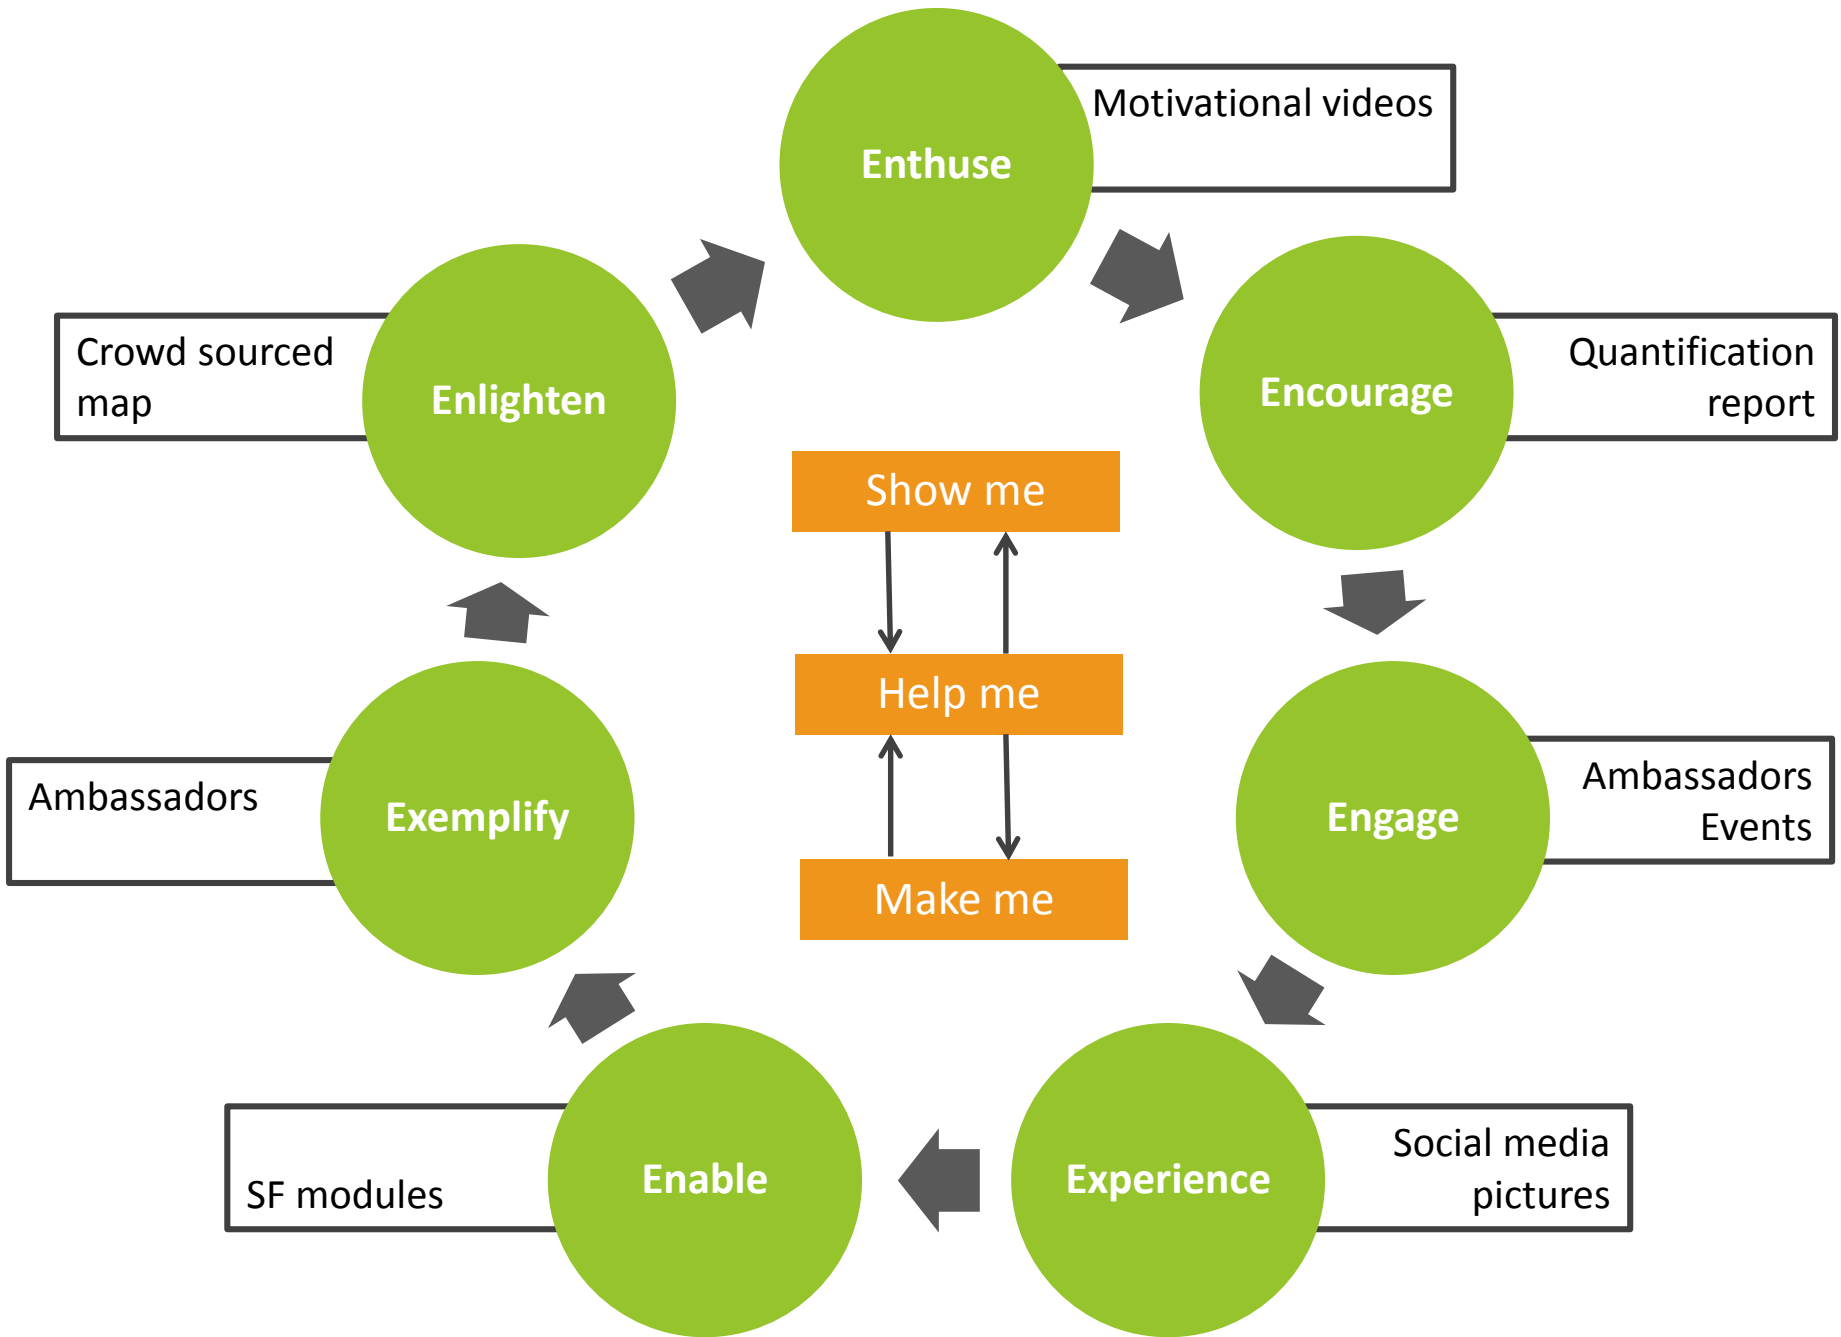 Enthuse
Motivational videos
Encourage
Quantification
report
Engage
Ambassadors
Events
Experience
Social media
pictures
Enable
SF modules
Exemplify
Ambassadors
Enlighten
Crowd sourced
map
Show me
Help me
Make me